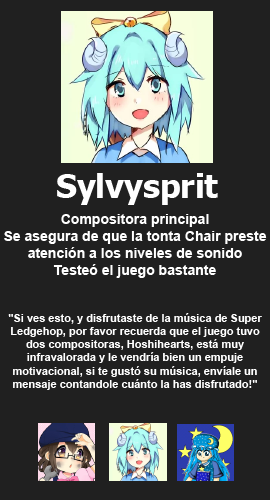 Sylvysprit
Compositora principal
Se asegura de que la tonta Chair preste
atención a los niveles de sonido
Testeó el juego bastante
"Si ves esto, y disfrutaste de la música de Super
Ledgehop, por favor recuerda que el juego tuvo
dos compositoras, Hoshihearts, está muy
infravalorada y le vendría bien un empuje
motivacional, si te gustó su música, envíale un
mensaje contandole cuánto la has disfrutado!"